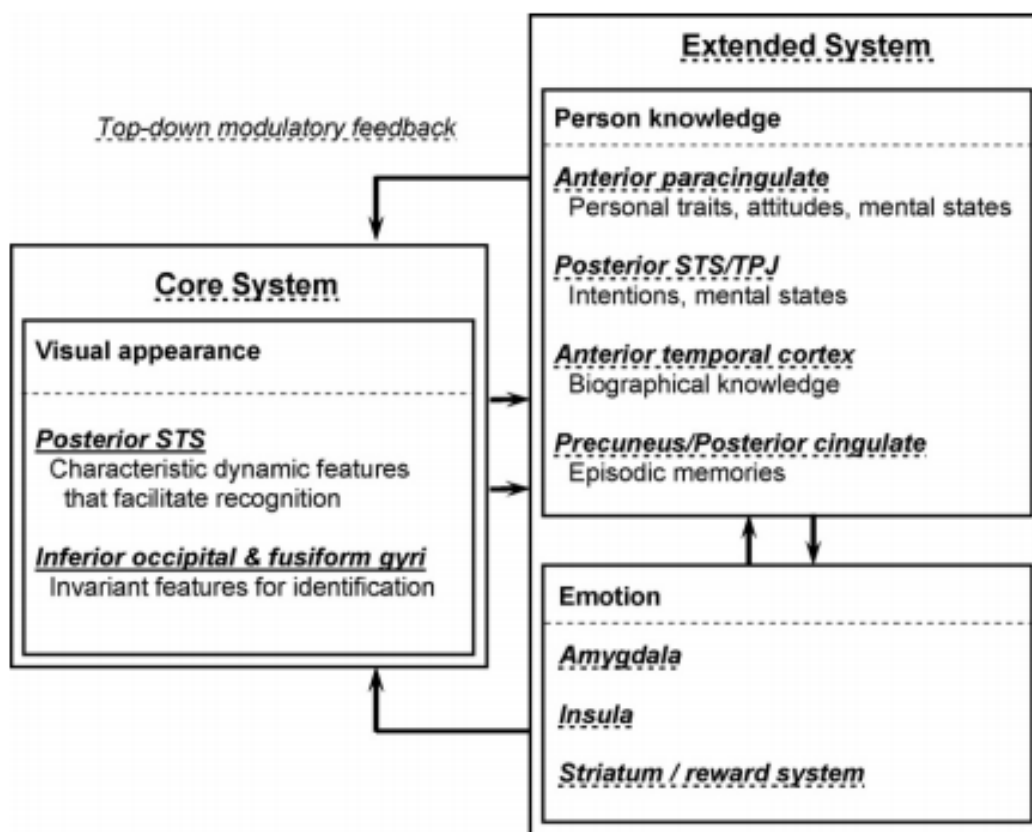 Extended System
Top-down modulatory feedback
Person knowledge
Anterior paracingulate
Personal traits, attitudes, mental states
Posterior STS/TPJ
Intentions, mental states
Anterior temporal cortex
Biographical knowledge
Precuneus/Posterior cingulate
Episodic memories
Core System
Visual appearance
Posterior STS
Characteristic dynamic features
that facilitate recognition
Inferior occipital & fusiform gyri
Invariant features for identification
Emotion
Amygdala
Insula
Striatum / reward system